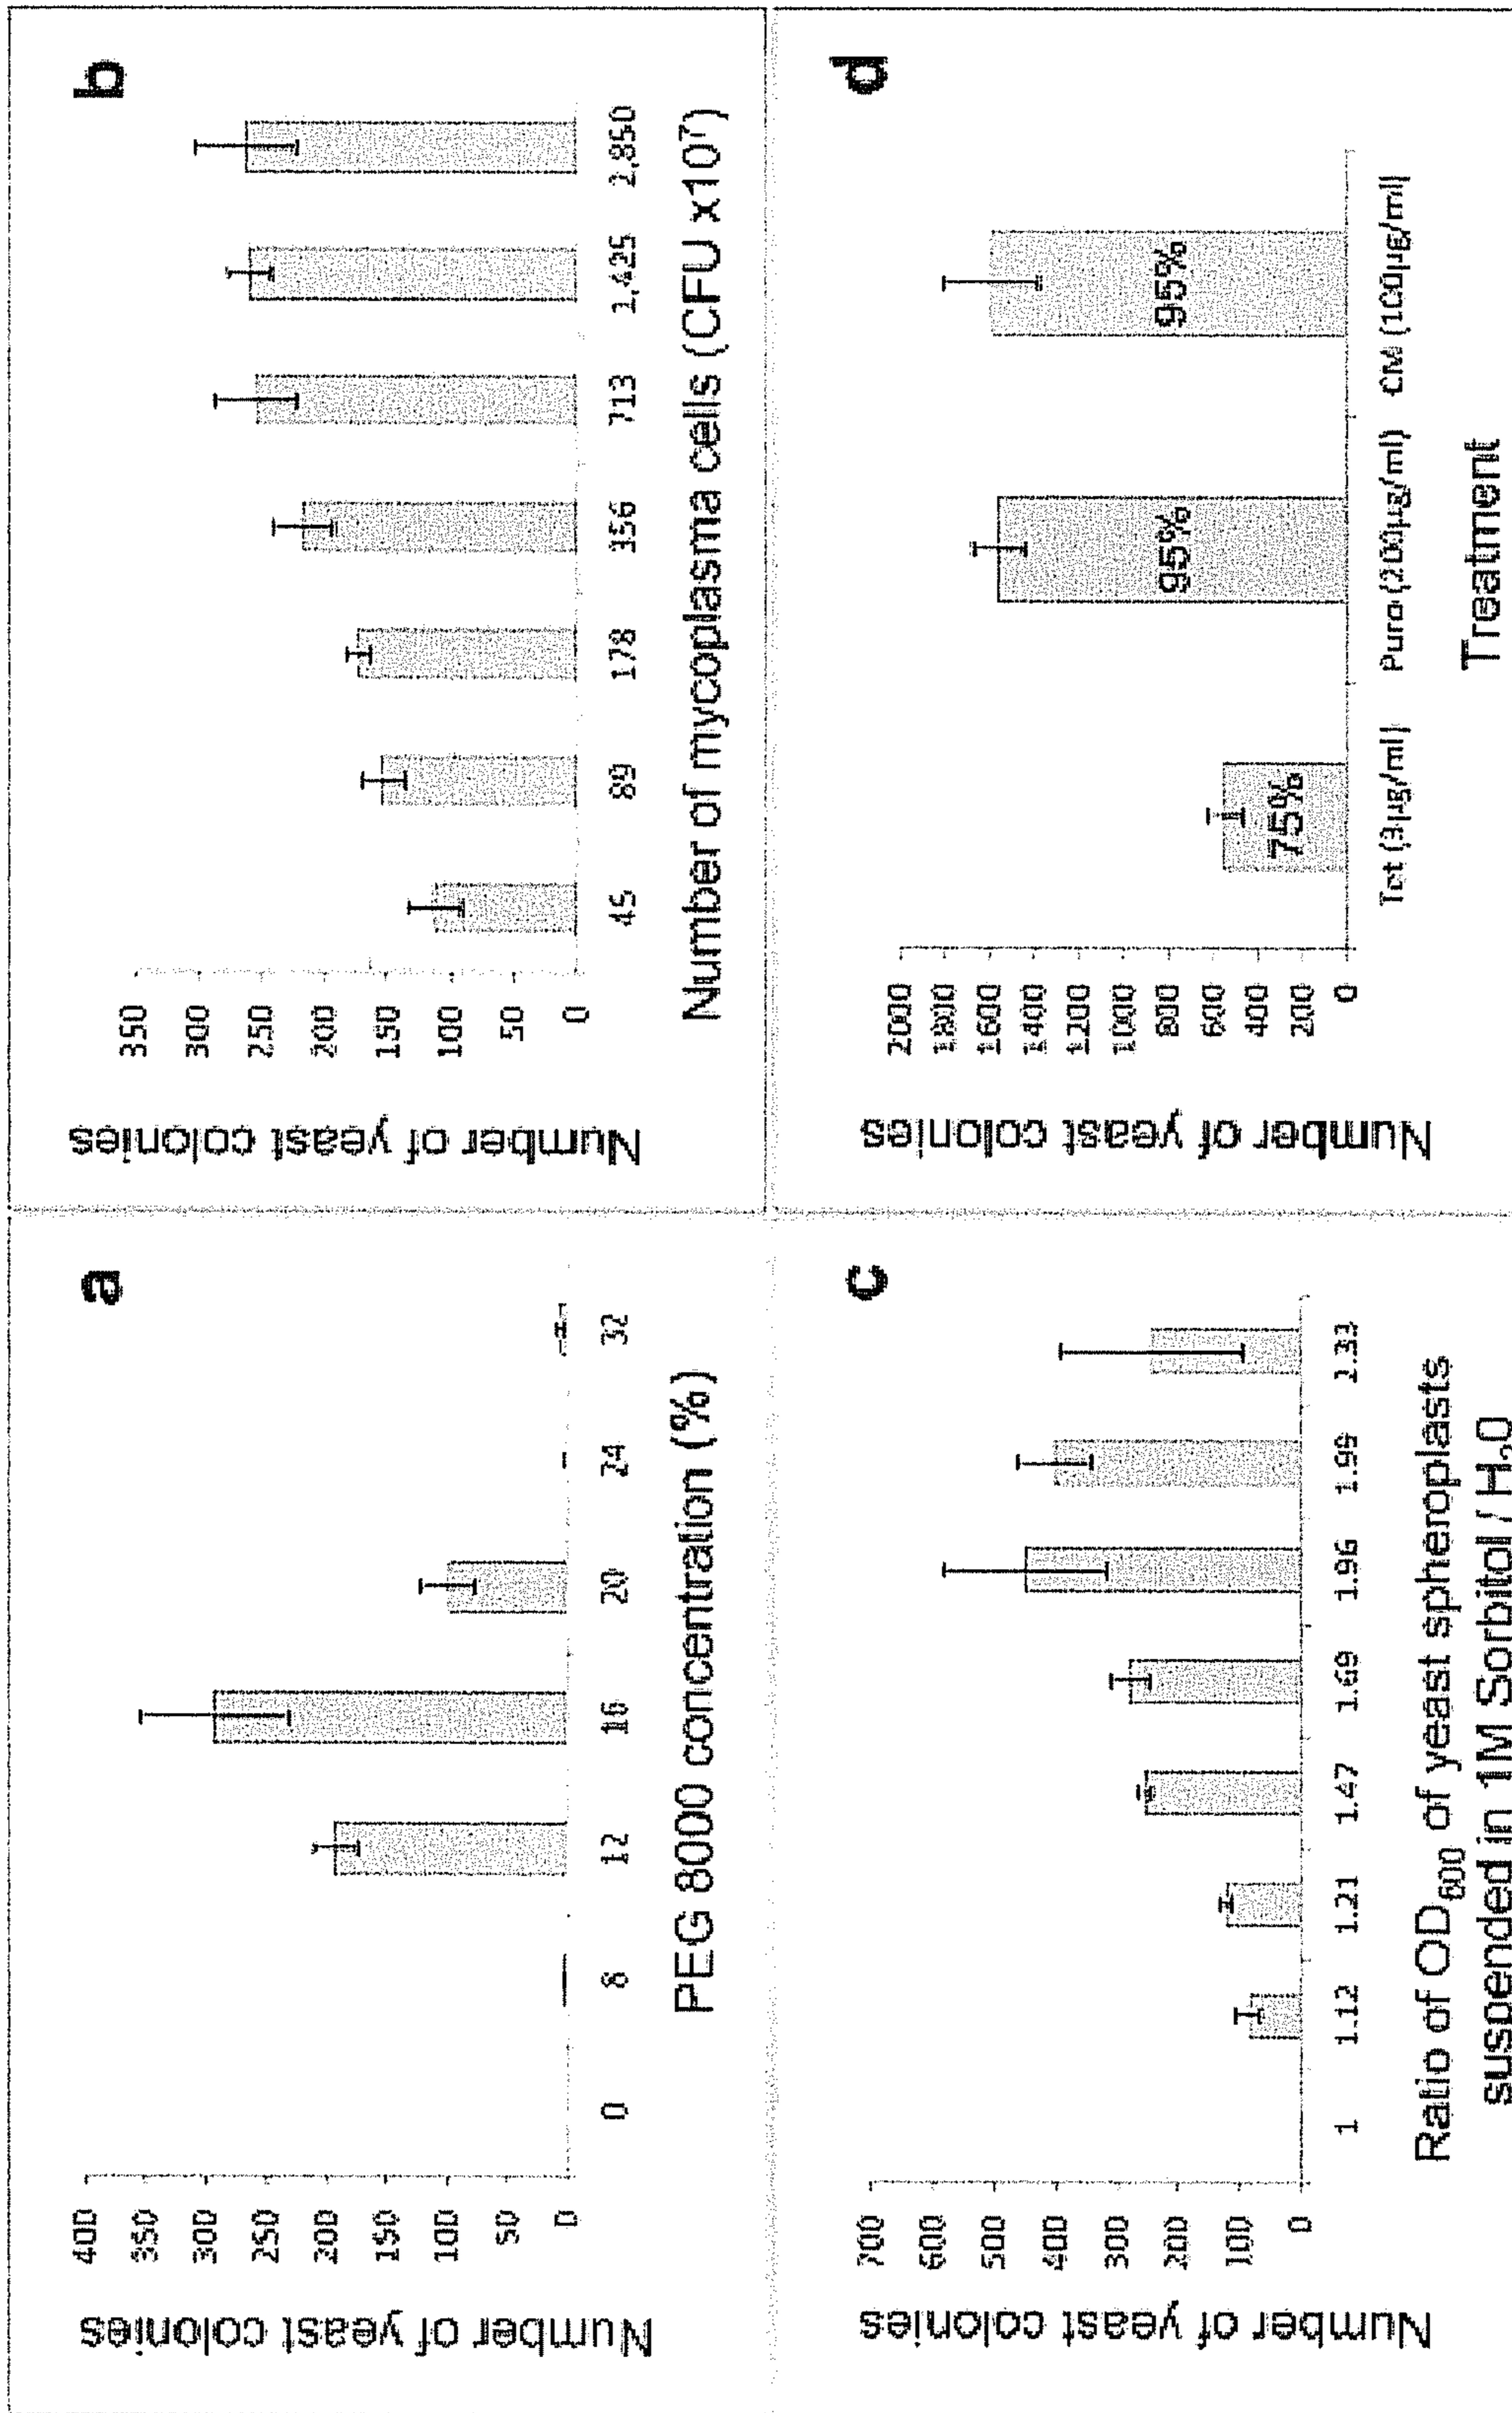 a
400
350
300
250
200
150
100
50
0
Number of yeast colonies
0 8 12 16 20 24 32
PEG 8000 concentration (%)
b
350
300
250
200
150
100
50
0
Number of yeast colonies
45 89 178 356 713 1,425 2,850
Number of mycoplasma cells (CFU x10⁷)
c
700
600
500
400
300
200
100
0
Number of yeast colonies
1 1.12 1.21 1.47 1.69 1.96 1.99 1.33
Ratio of OD₆₀₀ of yeast spheroplasts
suspended in 1M Sorbitol / H₂O
d
2000
1800
1600
1400
1200
1000
800
600
400
200
0
Number of yeast colonies
75% 95% 95%
Tet (3µg/ml) Puro (200µg/ml) CM (100µg/ml)
Treatment